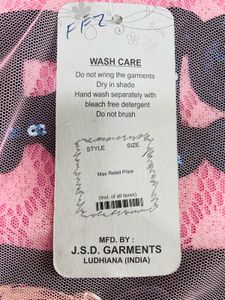 FFZ
WASH CARE
Do not wring the garments
Dry in shade
Hand wash separately with
bleach free detergent
Do not brush
STYLE SIZE
Max Retail Price
(incl. of all taxes)
MFD. BY :
J.S.D. GARMENTS
LUDHIANA (INDIA)